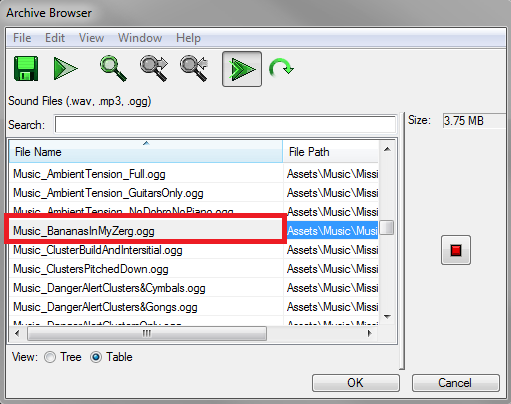 Archive Browser
File Edit View Window Help
Sound Files (.wav, .mp3, .ogg)
Size: 3.75 MB
Search:
File Name File Path
Music_AmbientTension_Full.ogg Assets\Music\Missi
Music_AmbientTension_GuitarsOnly.ogg Assets\Music\Missi
Music_AmbientTension_NoDobroNoPiano.ogg Assets\Music\Missi
Music_BananasInMyZerg.ogg Assets\Music\Musi
Music_ClusterBuildAndIntersitial.ogg Assets\Music\Missi
Music_ClustersPitchedDown.ogg Assets\Music\Missi
Music_DangerAlertClusters&Cymbals.ogg Assets\Music\Missi
Music_DangerAlertClusters&Gongs.ogg Assets\Music\Missi
Music_DangerAlertClustersOnly.ogg Assets\Music\Missi
View: Tree Table
OK Cancel